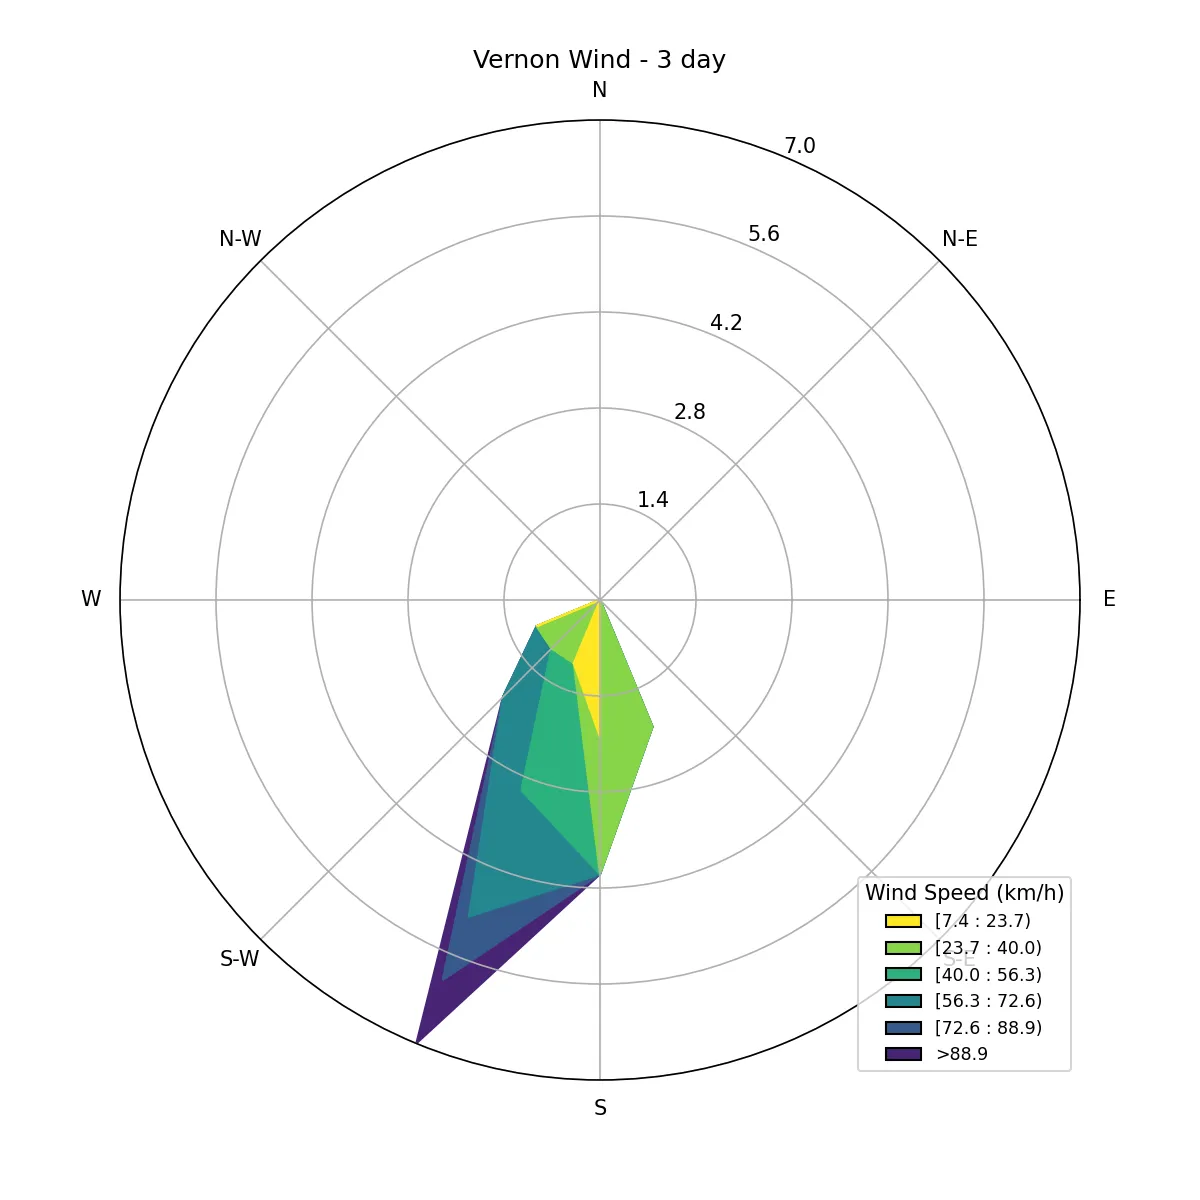 Vernon Wind - 3 day
N
7.0
N-W
5.6
N-E
4.2
2.8
1.4
W
E
S-W
S-E
S
Wind Speed (km/h)
[7.4 : 23.7)
[23.7 : 40.0)
[40.0 : 56.3)
[56.3 : 72.6)
[72.6 : 88.9)
>88.9